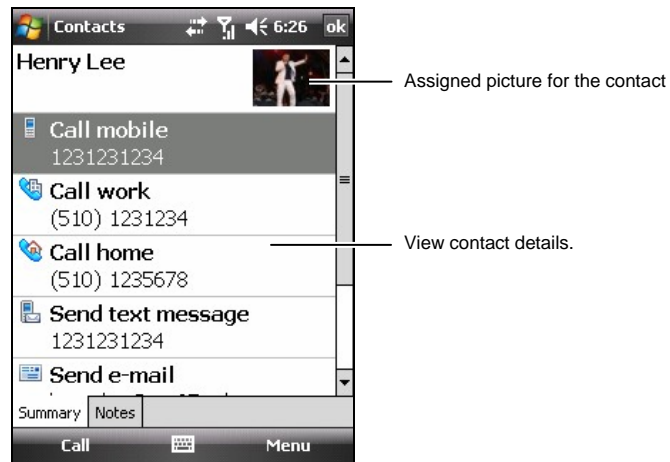 Contacts 6:26 ok
Henry Lee
Assigned picture for the contact
Call mobile
1231231234
Call work
(510) 1231234
View contact details.
Call home
(510) 1235678
Send text message
1231231234
Send e-mail
Summary Notes
Call Menu